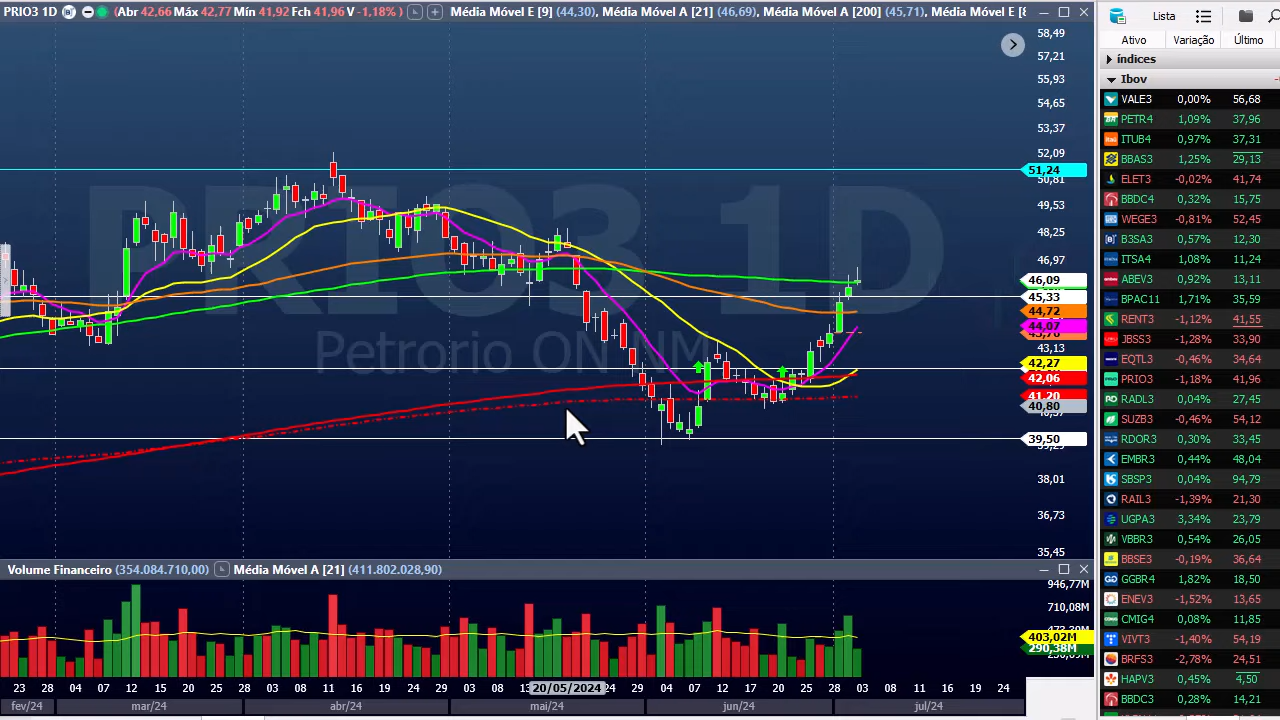 PRIO3 1D (Abr 42,66 Máx 42,77 Mín 41,92 Fch 41,96 V -1,18% ) Média Móvel E [9] (44,30), Média Móvel A [21] (46,69), Média Móvel A [200] (45,71), Média Móvel E [8
PRIO3 1D
Petrorio ON NM
58,49
57,21
55,93
54,65
53,37
52,09
51,24
50,81
49,53
48,25
46,97
46,09
45,33
44,72
44,07
43,13
42,27
42,06
41,20
40,80
39,50
38,01
36,73
35,45
Volume Financeiro (354.084.710,00) Média Móvel A [21] (411.802.028,90)
946,77M
710,08M
403,02M
290,38M
23 28 04 07 12 15 20 25 28 03 08 11 16 19 24 29 03 08 13 20/05/2024 28 04 07 12 17 20 25 28 03 08 11 16 19 24
fev/24 mar/24 abr/24 mai/24 jun/24 jul/24
Lista
Ativo Variação Último
índices
Ibov
VALE3 0,00% 56,68
PETR4 1,09% 37,96
ITUB4 0,97% 37,31
BBAS3 1,25% 29,13
ELET3 -0,02% 41,74
BBDC4 0,32% 15,75
WEGE3 -0,81% 52,45
B3SA3 0,57% 12,30
ITSA4 1,08% 11,24
ABEV3 0,92% 13,11
BPAC11 1,71% 35,59
RENT3 -1,12% 41,55
JBSS3 -1,28% 33,90
EQTL3 -0,46% 34,64
PRIO3 -1,18% 41,96
RADL3 0,04% 27,45
SUZB3 -0,46% 54,12
RDOR3 0,30% 33,45
EMBR3 0,44% 48,04
SBSP3 0,04% 94,79
RAIL3 -1,39% 21,30
UGPA3 3,34% 23,79
VBBR3 0,54% 26,05
BBSE3 -0,19% 36,64
GGBR4 1,82% 18,50
ENEV3 -1,52% 13,65
CMIG4 0,08% 11,85
VIVT3 -1,40% 54,19
BRFS3 -2,78% 24,51
HAPV3 0,45% 4,50
BBDC3 0,28% 14,21